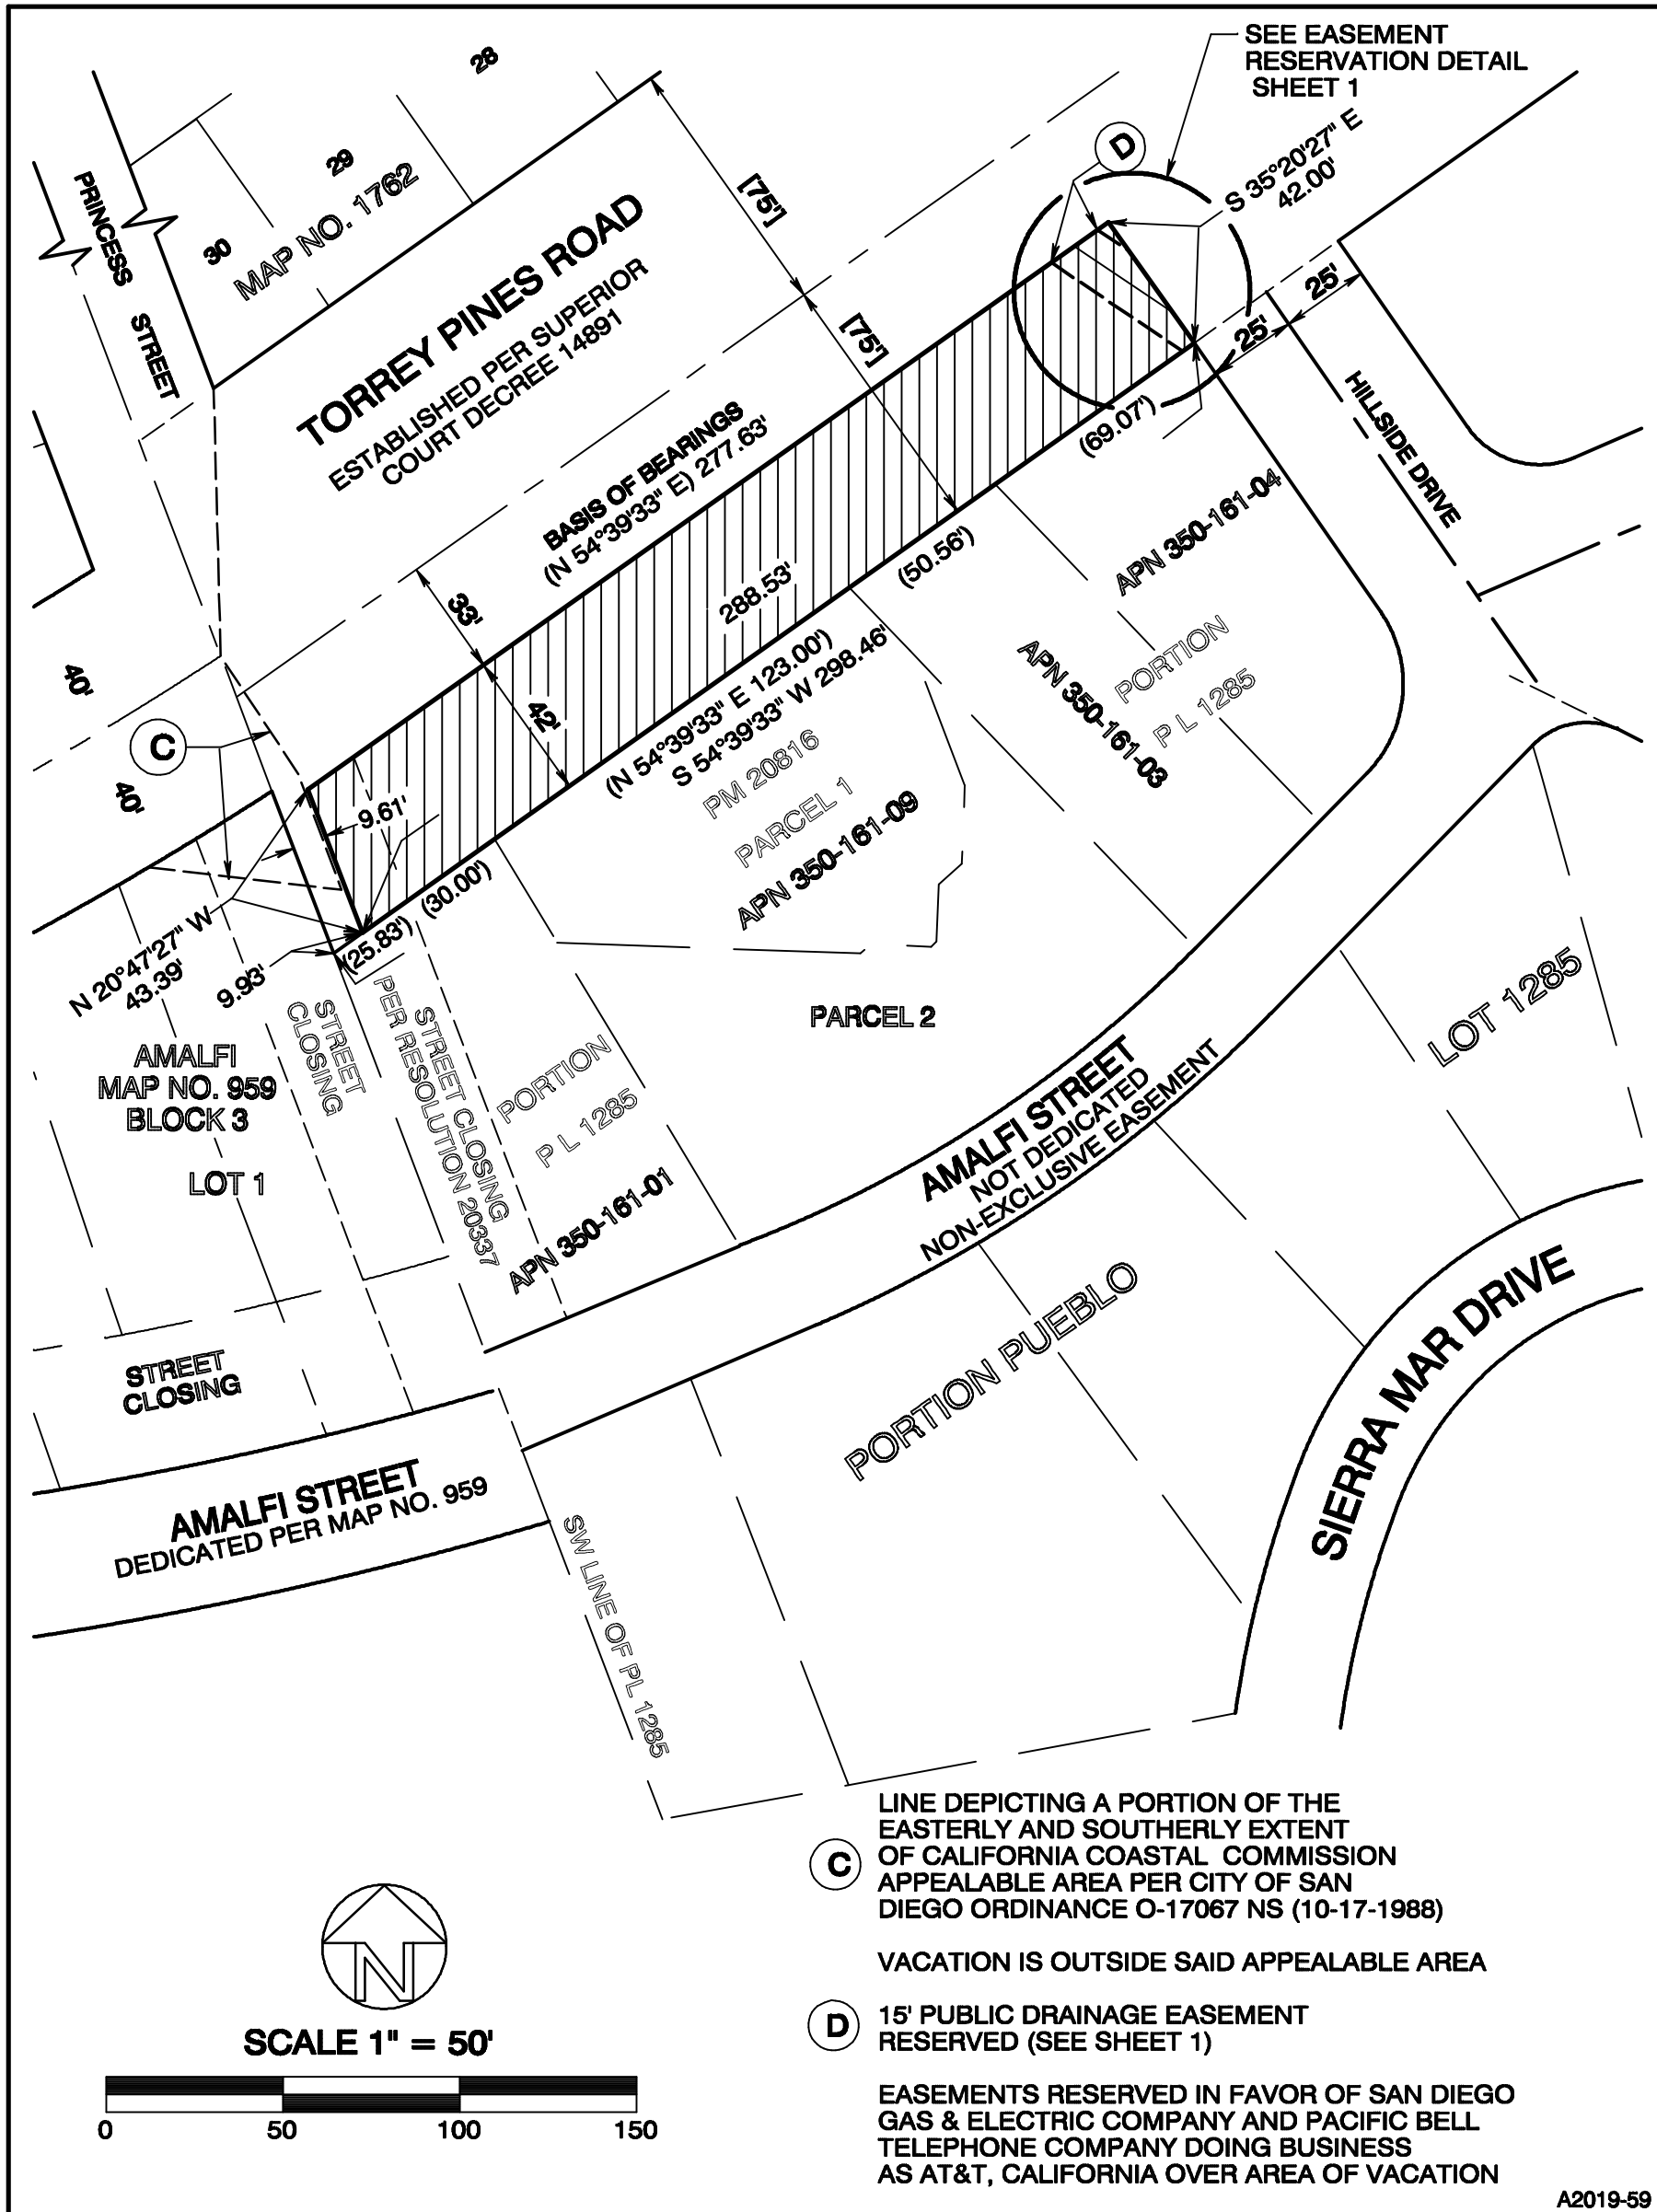 SEE EASEMENT
RESERVATION DETAIL
SHEET 1
28
29
30
MAP NO. 1762
PRINCESS STREET
D
S 35°20'27" E
42.00'
[75']
[75']
25'
25'
TORREY PINES ROAD
ESTABLISHED PER SUPERIOR
COURT DECREE 14891
HILLSIDE DRIVE
BASIS OF BEARINGS
(N 54°39'33" E) 277.63'
(69.07')
APN 350-161-04
(50.56')
288.53'
33'
42'
PORTION
P L 1285
APN 350-161-03
40'
40'
C
(N 54°39'33" E 123.00')
S 54°39'33" W 298.46'
PM 20816
PARCEL 1
APN 350-161-09
9.61'
(30.00')
(25.83')
N 20°47'27" W
43.39'
9.93'
PARCEL 2
LOT 1285
STREET
CLOSING
STREET CLOSING
PER RESOLUTION 20337
AMALFI
MAP NO. 959
BLOCK 3
LOT 1
PORTION
P L 1285
APN 350-161-01
AMALFI STREET
NOT DEDICATED
NON-EXCLUSIVE EASEMENT
PORTION PUEBLO
SIERRA MAR DRIVE
STREET
CLOSING
AMALFI STREET
DEDICATED PER MAP NO. 959
SW LINE OF PL 1285
C
LINE DEPICTING A PORTION OF THE
EASTERLY AND SOUTHERLY EXTENT
OF CALIFORNIA COASTAL COMMISSION
APPEALABLE AREA PER CITY OF SAN
DIEGO ORDINANCE O-17067 NS (10-17-1988)
VACATION IS OUTSIDE SAID APPEALABLE AREA
D
15' PUBLIC DRAINAGE EASEMENT
RESERVED (SEE SHEET 1)
EASEMENTS RESERVED IN FAVOR OF SAN DIEGO
GAS & ELECTRIC COMPANY AND PACIFIC BELL
TELEPHONE COMPANY DOING BUSINESS
AS AT&T, CALIFORNIA OVER AREA OF VACATION
N
SCALE 1" = 50'
0 50 100 150
A2019-59